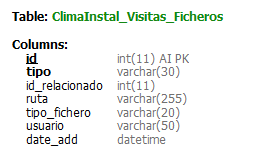 Table: ClimaInstal_Visitas_Ficheros
Columns:
id int(11) AI PK
tipo varchar(30)
id_relacionado int(11)
ruta varchar(255)
tipo_fichero varchar(20)
usuario varchar(50)
date_add datetime